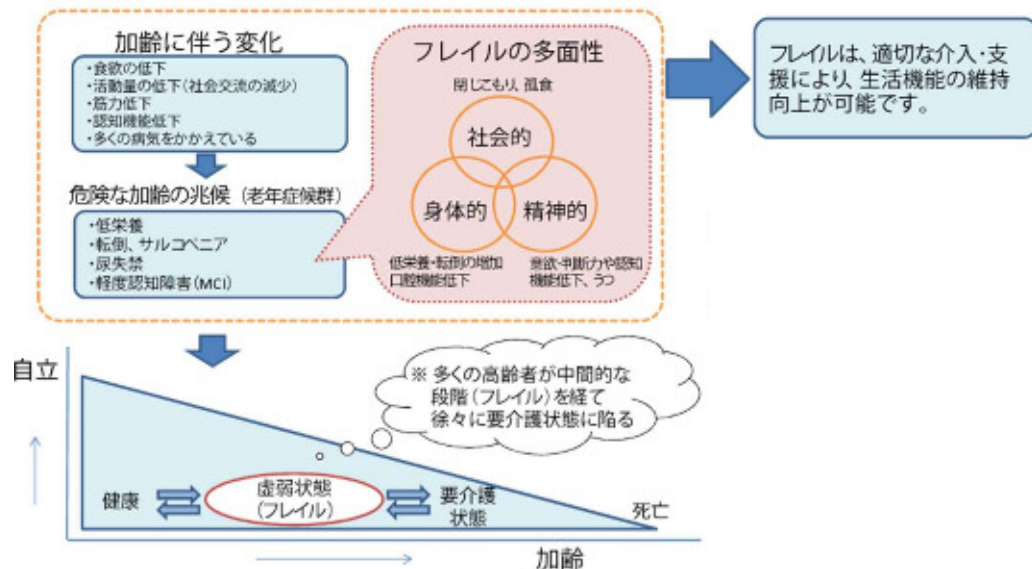 加齢に伴う変化
・食欲の低下
・活動量の低下(社会交流の減少)
・筋力低下
・認知機能低下
・多くの病気をかかえている
危険な加齢の兆候（老年症候群）
・低栄養
・転倒、サルコペニア
・尿失禁
・軽度認知障害(MCI)
フレイルの多面性
閉じこもり、孤食
社会的
身体的
精神的
低栄養・転倒の増加
口腔機能低下
意欲・判断力や認知
機能低下、うつ
フレイルは、適切な介入・支
援により、生活機能の維持
向上が可能です。
自立
※ 多くの高齢者が中間的な
段階（フレイル）を経て
徐々に要介護状態に陥る
健康
虚弱状態
(フレイル)
要介護
状態
死亡
加齢